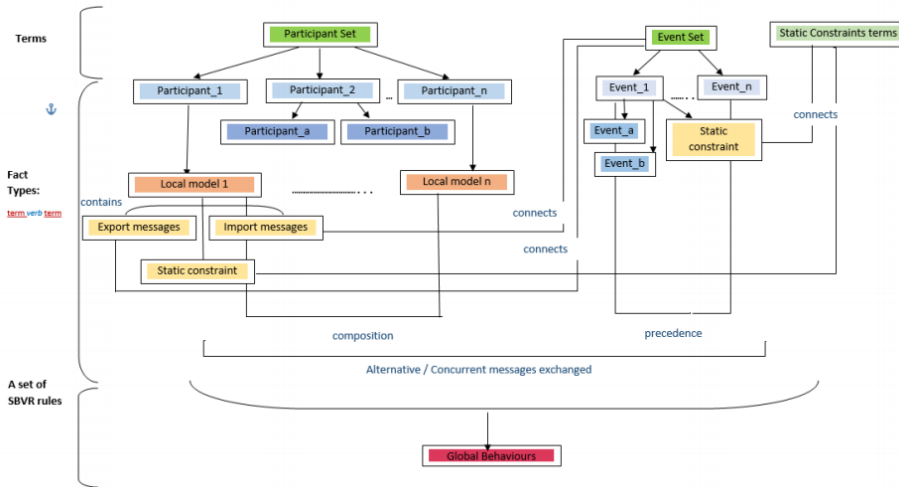 Terms
Participant Set
Event Set
Static Constraints terms
Participant_1
Participant_2
...
Participant_n
Event_1
........
Event_n
Participant_a
Participant_b
Event_a
Event_b
Static
constraint
connects
Fact
Types:
term verb term
contains
Local model 1
Local model n
Export messages
Import messages
connects
connects
Static constraint
composition
precedence
Alternative / Concurrent messages exchanged
A set of
SBVR rules
Global Behaviours